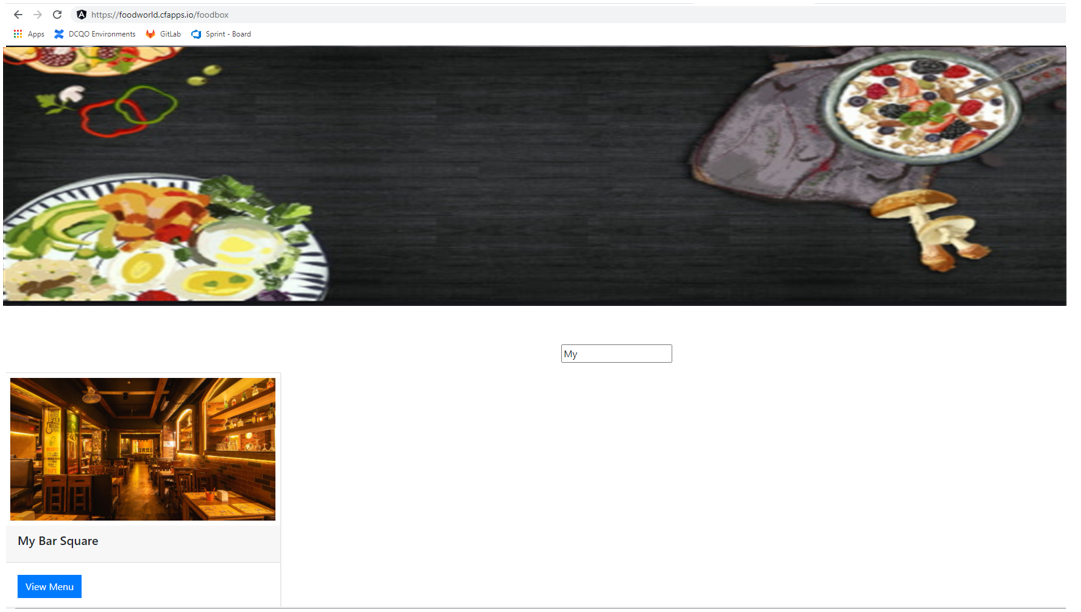 https://foodworld.cfapps.io/foodbox
Apps DCQO Environments GitLab Sprint - Board
My
My Bar Square
View Menu